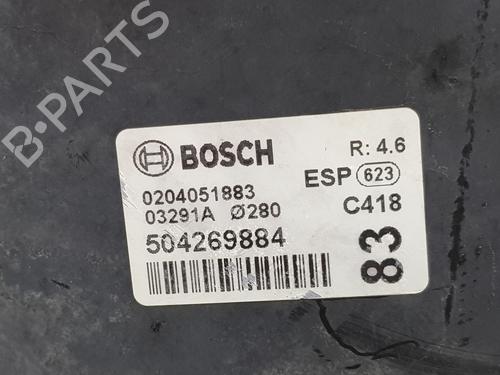 B-PARTS
BOSCH
R: 4.6
ESP 623
0204051883
03291A Ø280
C418
504269884
83